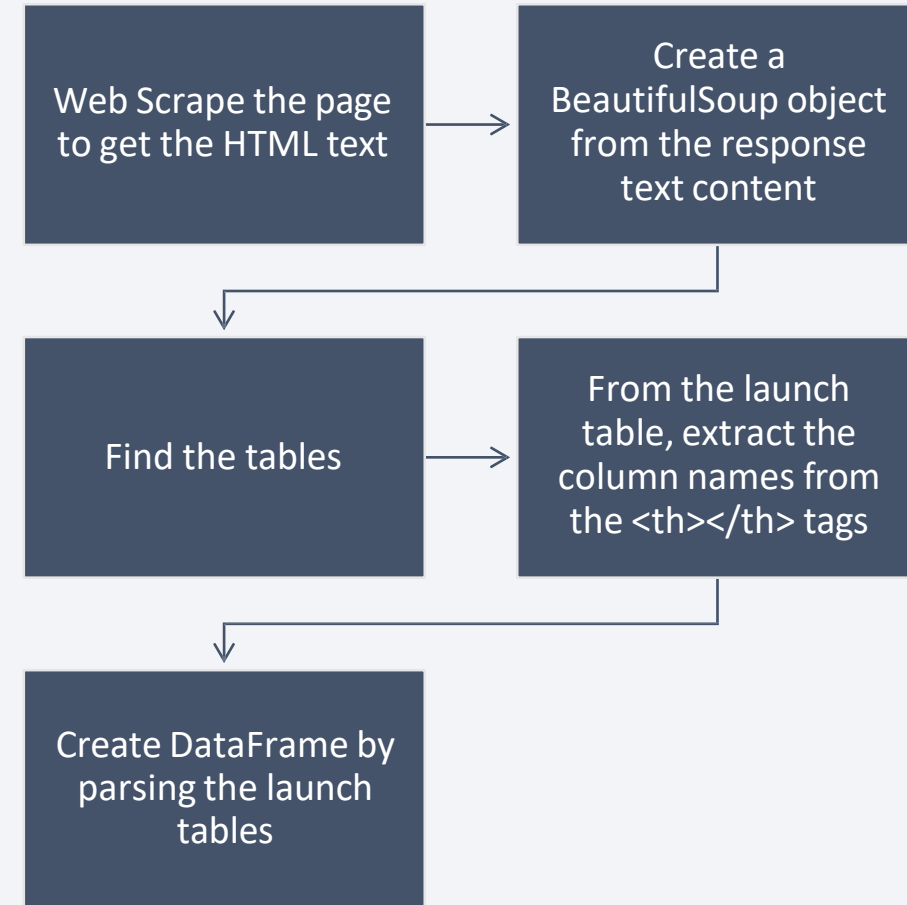 Web Scrape the page
to get the HTML text
Create a
BeautifulSoup object
from the response
text content
Find the tables
From the launch
table, extract the
column names from
the <th></th> tags
Create DataFrame by
parsing the launch
tables